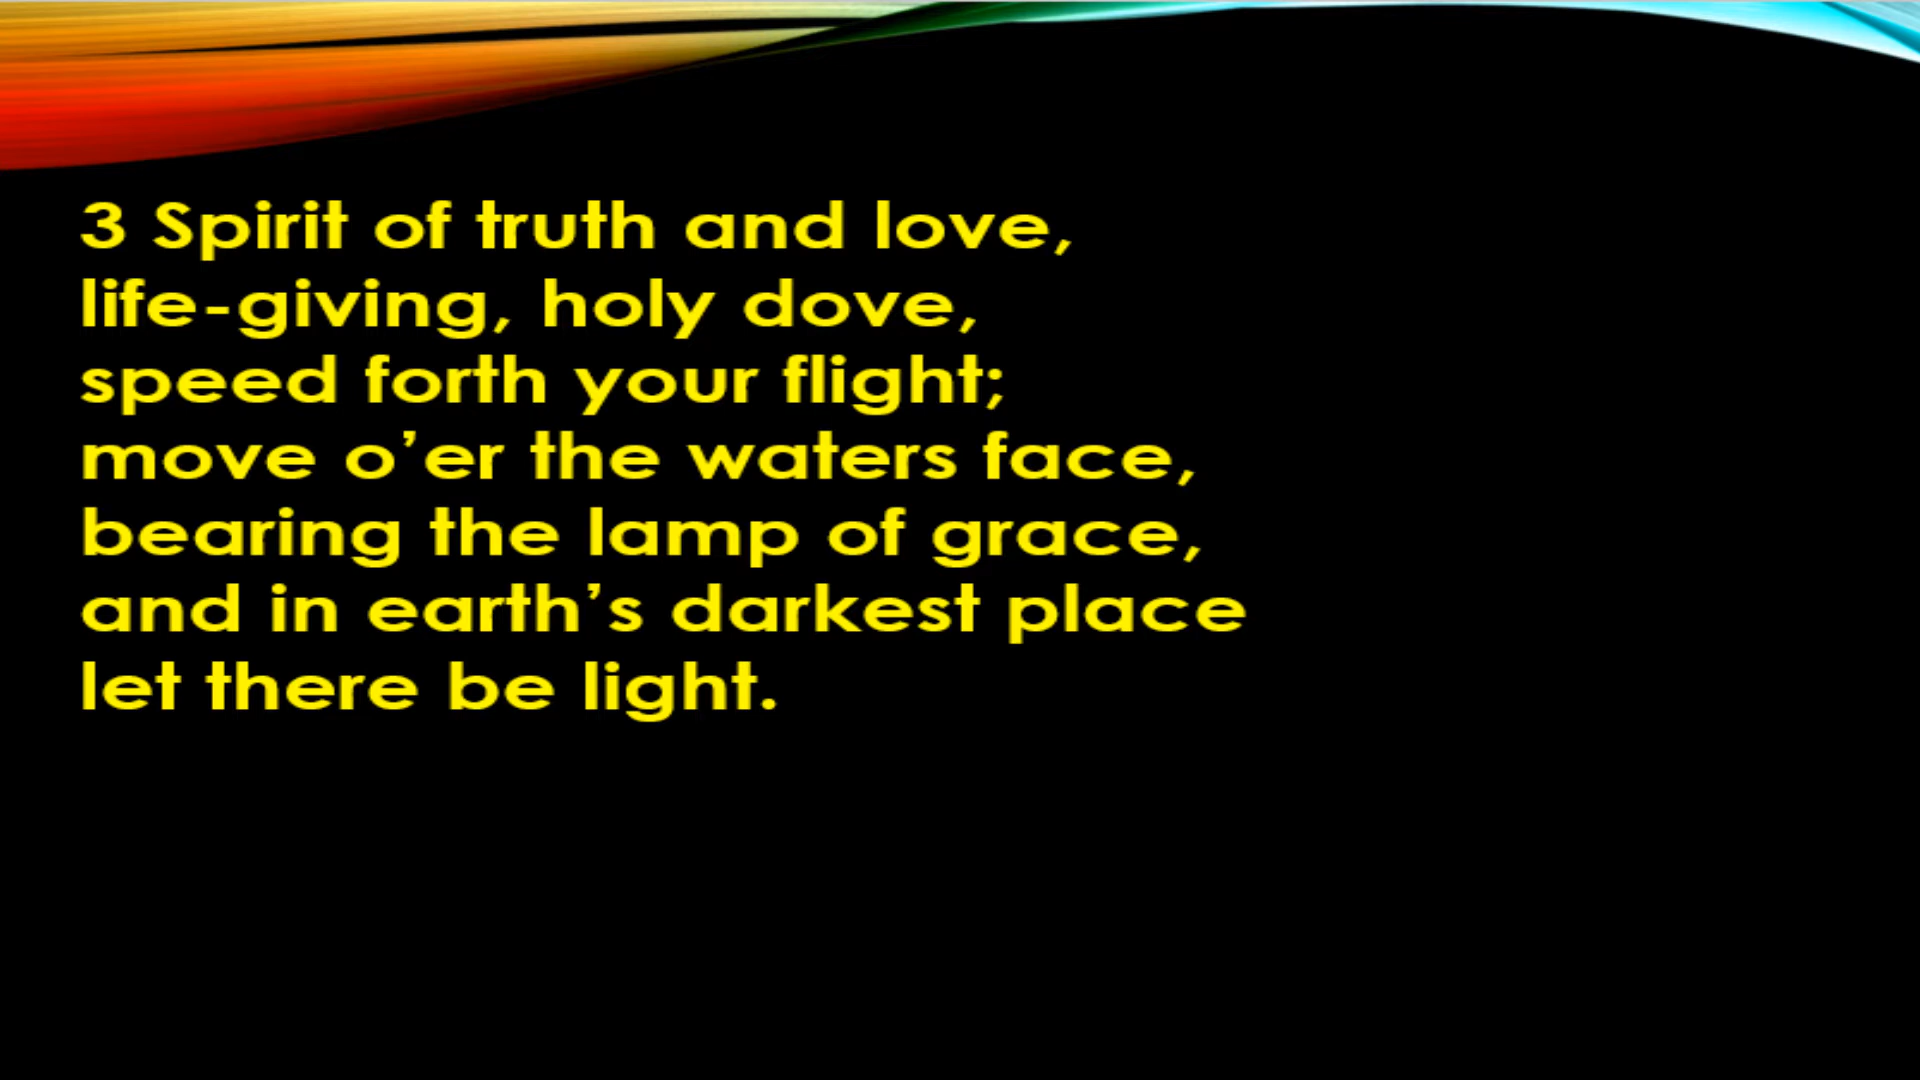 3 Spirit of truth and love,
life-giving, holy dove,
speed forth your flight;
move o’er the waters face,
bearing the lamp of grace,
and in earth’s darkest place
let there be light.